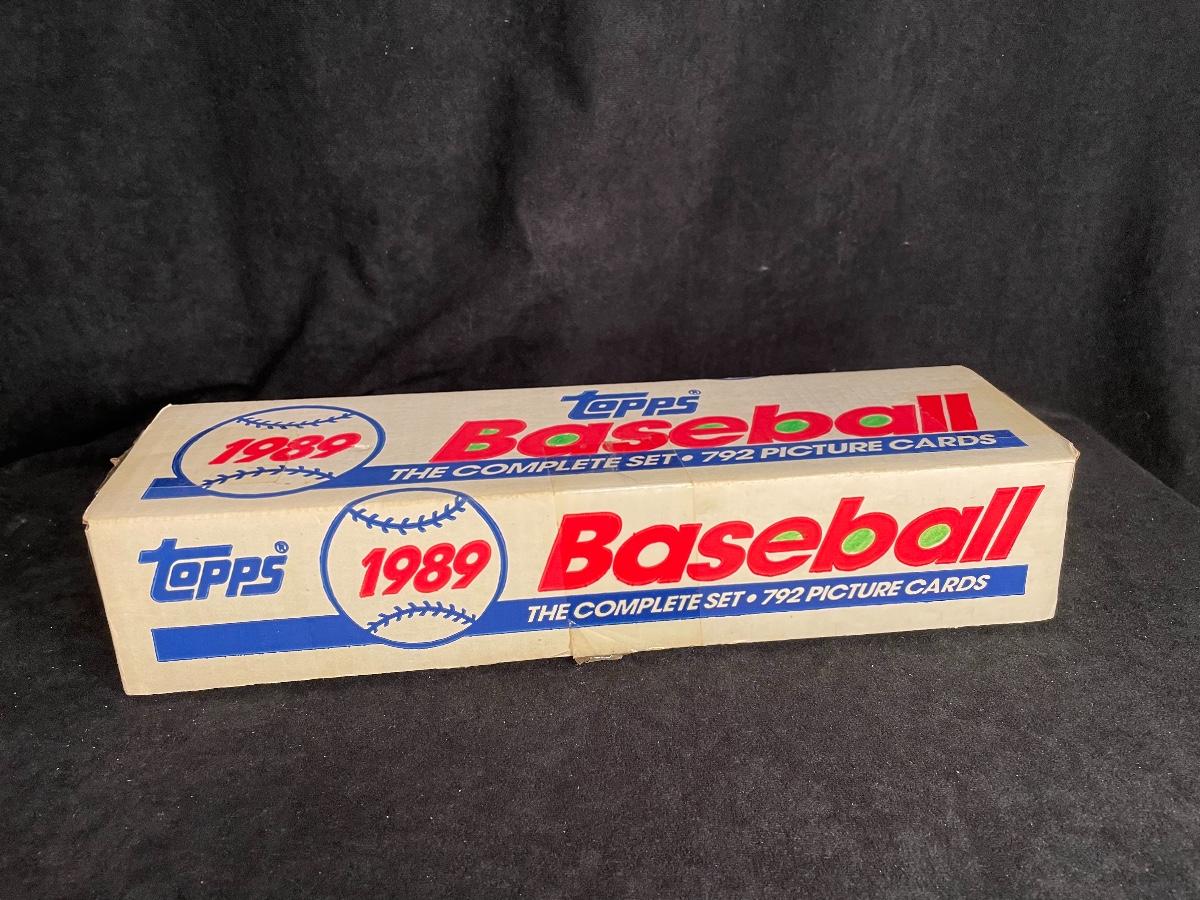 topps®
1989
Baseball
THE COMPLETE SET • 792 PICTURE CARDS
topps®
1989
Baseball
THE COMPLETE SET • 792 PICTURE CARDS